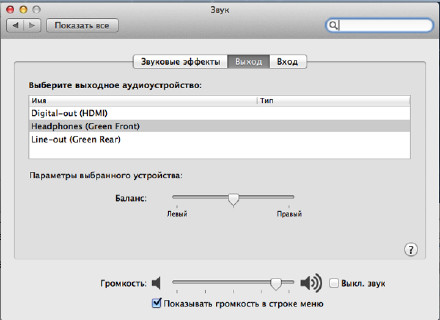 Звук
Показать все
Звуковые эффекты Выход Вход
Выберите выходное аудиоустройство:
Имя Тип
Digital-out (HDMI)
Headphones (Green Front)
Line-out (Green Rear)
Параметры выбранного устройства:
Баланс:
Левый Правый
?
Громкость: Выкл. звук
Показывать громкость в строке меню